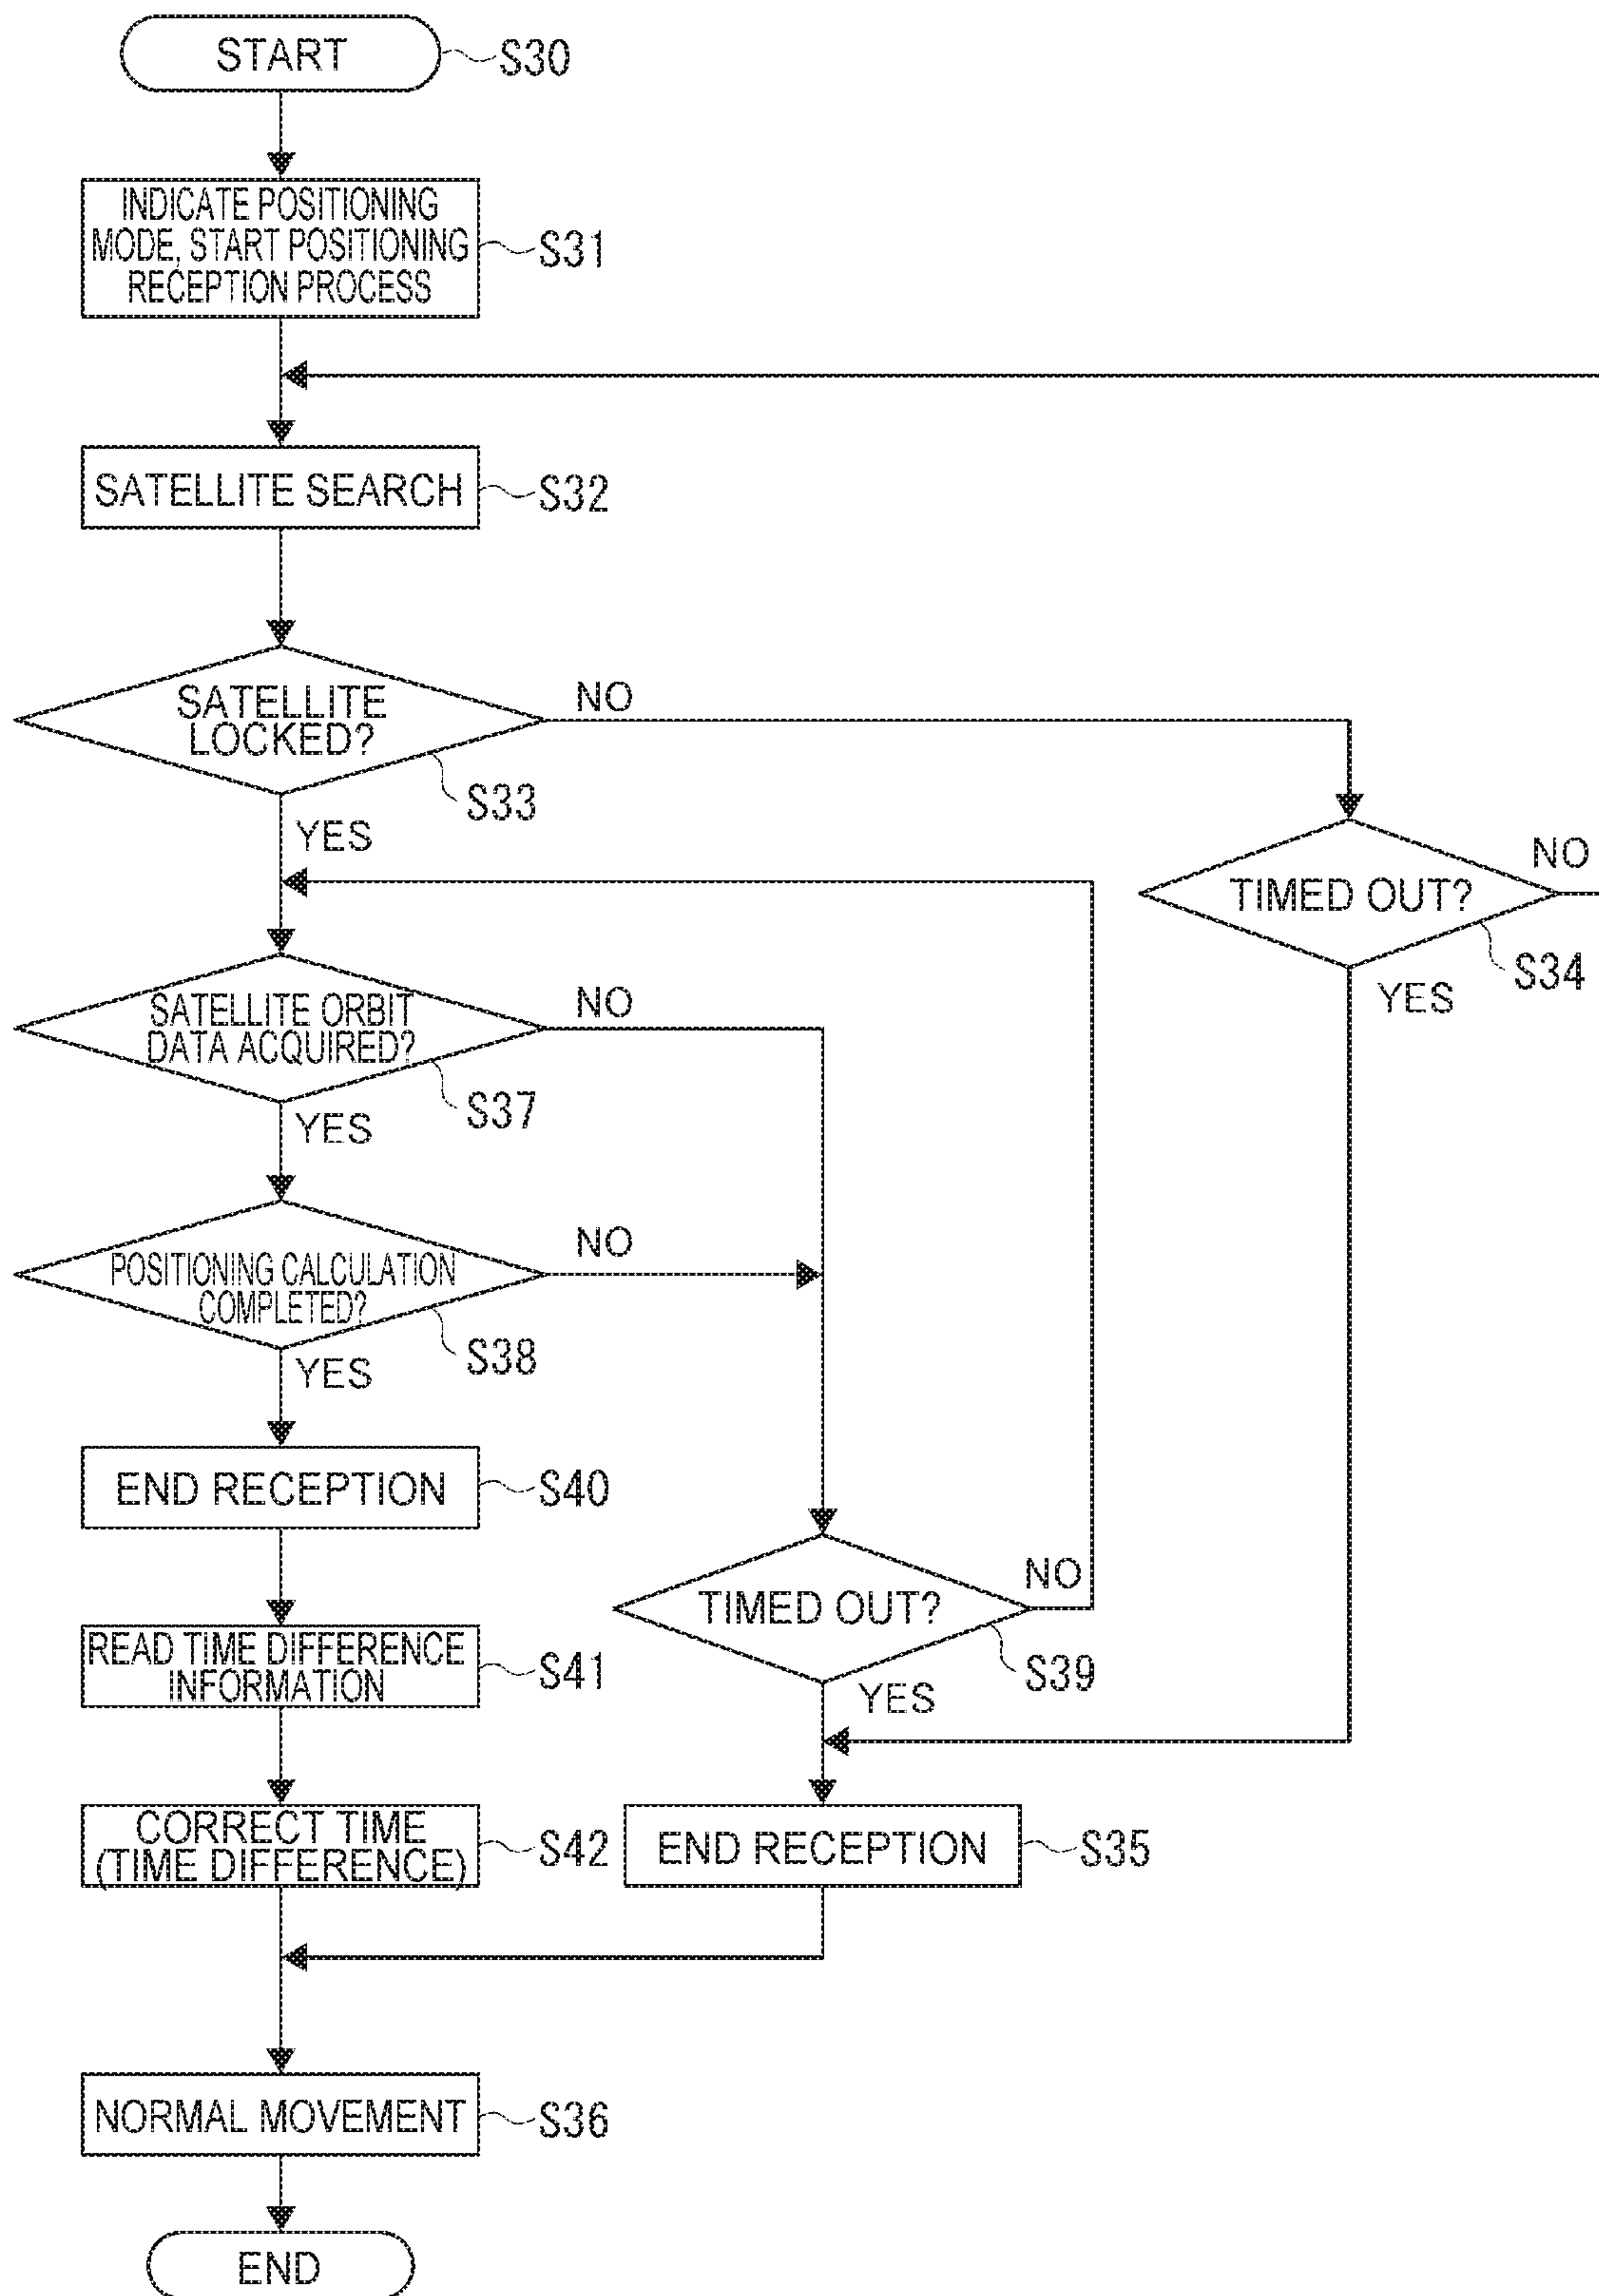 START
S30
INDICATE POSITIONING
MODE, START POSITIONING
RECEPTION PROCESS
S31
SATELLITE SEARCH
S32
SATELLITE
LOCKED?
NO
S33
YES
TIMED OUT?
NO
S34
YES
SATELLITE ORBIT
DATA ACQUIRED?
NO
S37
YES
POSITIONING CALCULATION
COMPLETED?
NO
S38
YES
END RECEPTION
S40
TIMED OUT?
NO
S39
YES
READ TIME DIFFERENCE
INFORMATION
S41
CORRECT TIME
(TIME DIFFERENCE)
S42
END RECEPTION
S35
NORMAL MOVEMENT
S36
END